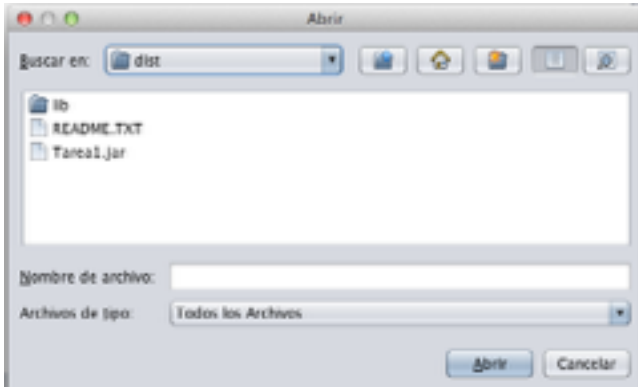 Abrir
Buscar en: dist
lib
README.TXT
Tarea1.jar
Nombre de archivo:
Archivos de tipo: Todos los Archivos
Abrir Cancelar